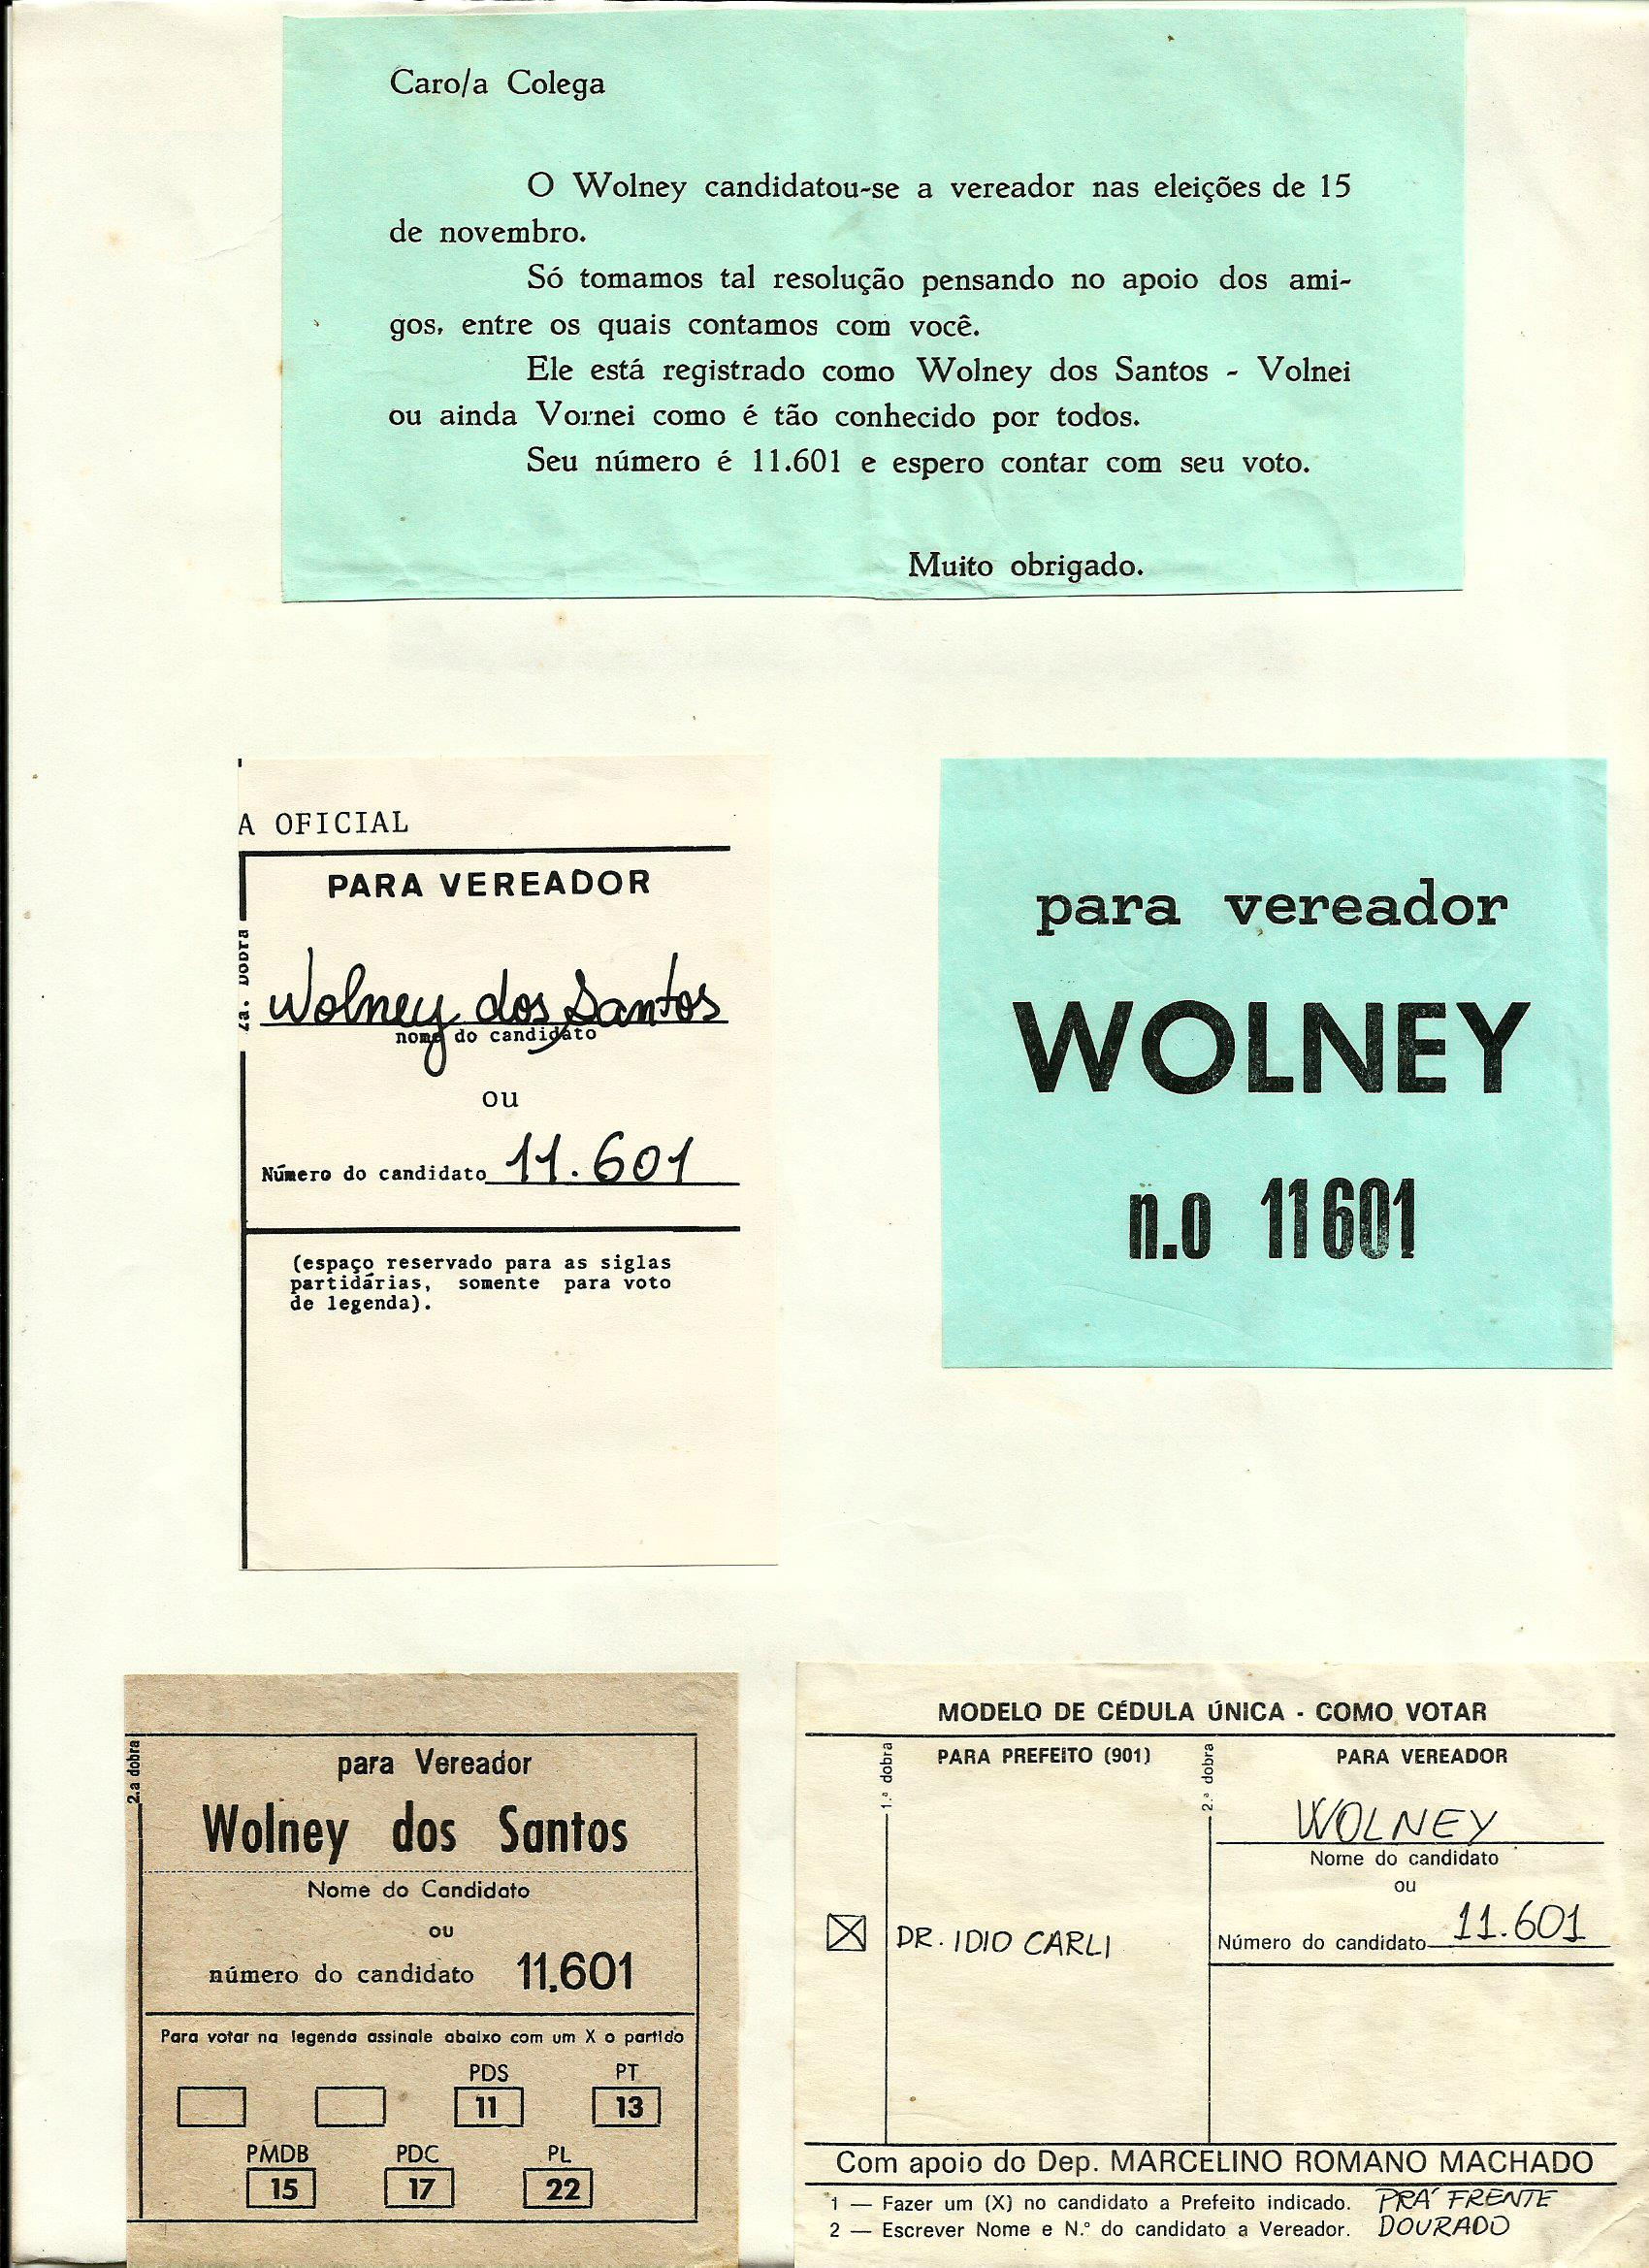 Caro/a Colega
O Wolney candidatou-se a vereador nas eleições de 15
de novembro.
Só tomamos tal resolução pensando no apoio dos ami-
gos, entre os quais contamos com você.
Ele está registrado como Wolney dos Santos - Volnei
ou ainda Vornei como é tão conhecido por todos.
Seu número é 11.601 e espero contar com seu voto.
Muito obrigado.
A OFICIAL
PARA VEREADOR
2a. Dobra
Wolney dos Santos
nome do candidato
ou
Número do candidato 11.601
(espaço reservado para as siglas
partidárias, somente para voto
de legenda).
para vereador
WOLNEY
n.o 11601
2.a dobra
para Vereador
Wolney dos Santos
Nome do Candidato
ou
número do candidato 11.601
Para votar na legenda assinale abaixo com um X o partido
PDS PT
11 13
PMDB PDC PL
15 17 22
MODELO DE CÉDULA ÚNICA - COMO VOTAR
1.ª dobra
PARA PREFEITO (901)
2.ª dobra
PARA VEREADOR
WOLNEY
Nome do candidato
ou
DR. IDIO CARLI
Número do candidato 11.601
Com apoio do Dep. MARCELINO ROMANO MACHADO
1 — Fazer um (X) no candidato a Prefeito indicado. PRÁ FRENTE
2 — Escrever Nome e N.º do candidato a Vereador. DOURADO